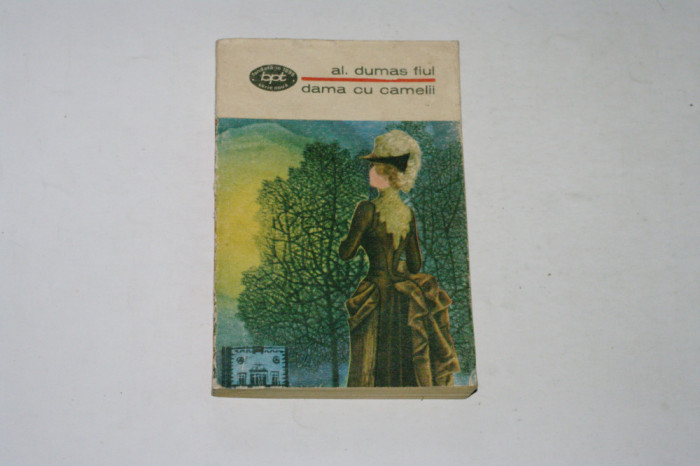 al. dumas fiul
dama cu camelii
bpt